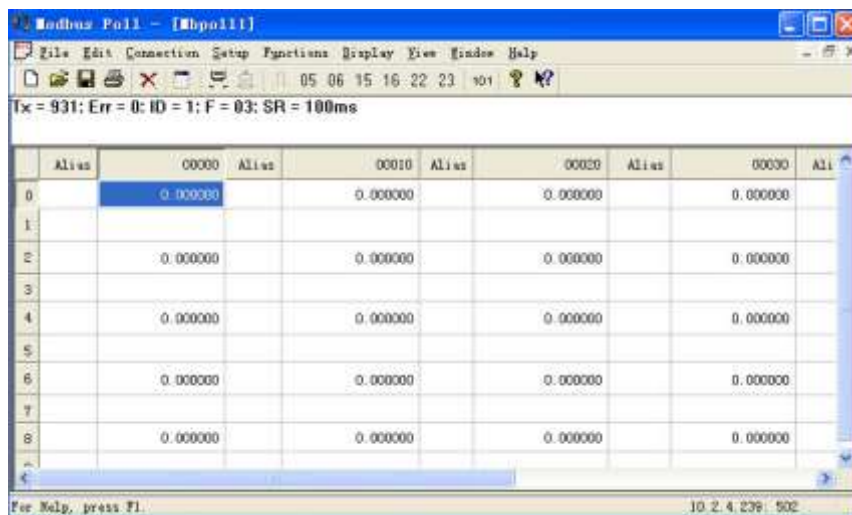 Modbus Poll - [Mbpoll1]
File Edit Connection Setup Functions Display View Window Help
05 06 15 16 22 23 101
Tx = 931: Err = 0: ID = 1: F = 03: SR = 100ms
Alias 00000 Alias 00010 Alias 00020 Alias 00030 Ali
0 0.000000 0.000000 0.000000 0.000000
1
2 0.000000 0.000000 0.000000 0.000000
3
4 0.000000 0.000000 0.000000 0.000000
5
6 0.000000 0.000000 0.000000 0.000000
7
8 0.000000 0.000000 0.000000 0.000000
For Help, press F1. 10.2.4.239: 502